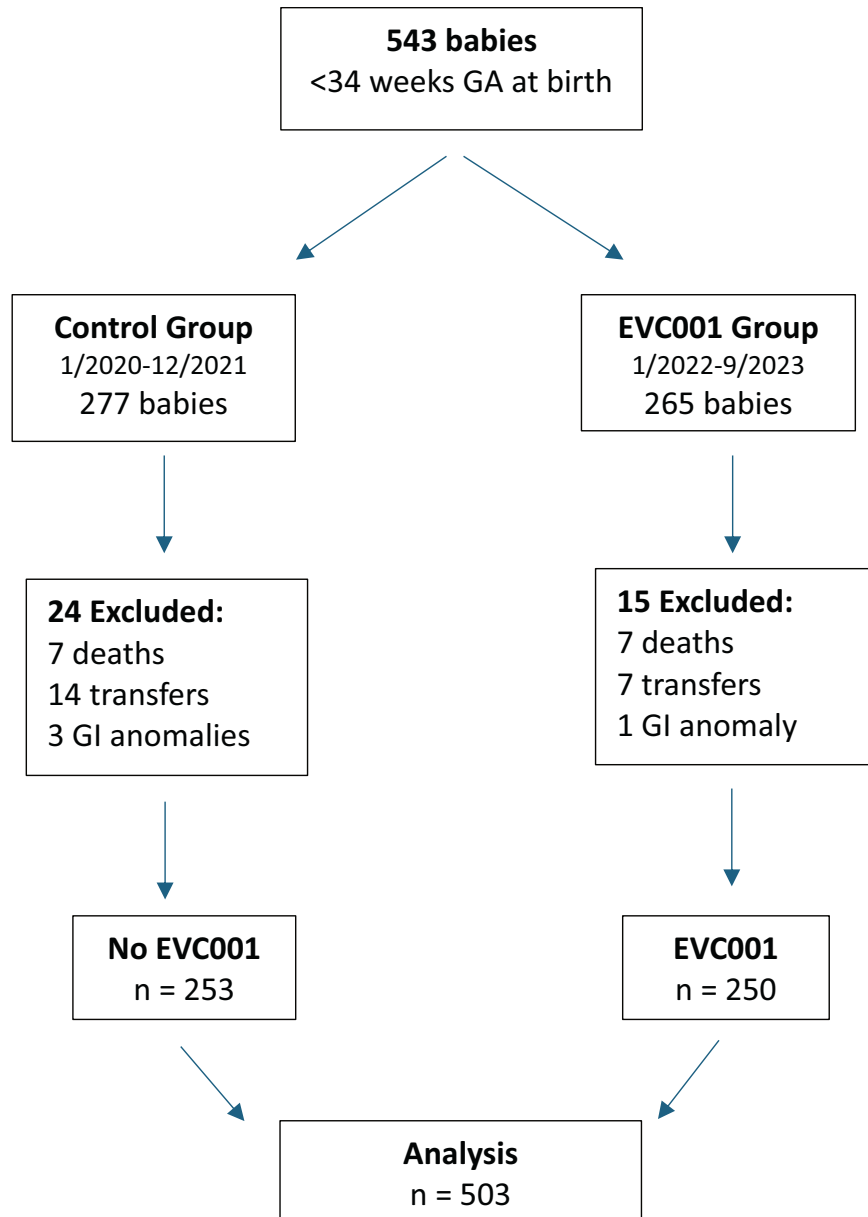 543 babies
<34 weeks GA at birth
Control Group
1/2020-12/2021
277 babies
EVC001 Group
1/2022-9/2023
265 babies
24 Excluded:
7 deaths
14 transfers
3 GI anomalies
15 Excluded:
7 deaths
7 transfers
1 GI anomaly
No EVC001
n = 253
EVC001
n = 250
Analysis
n = 503